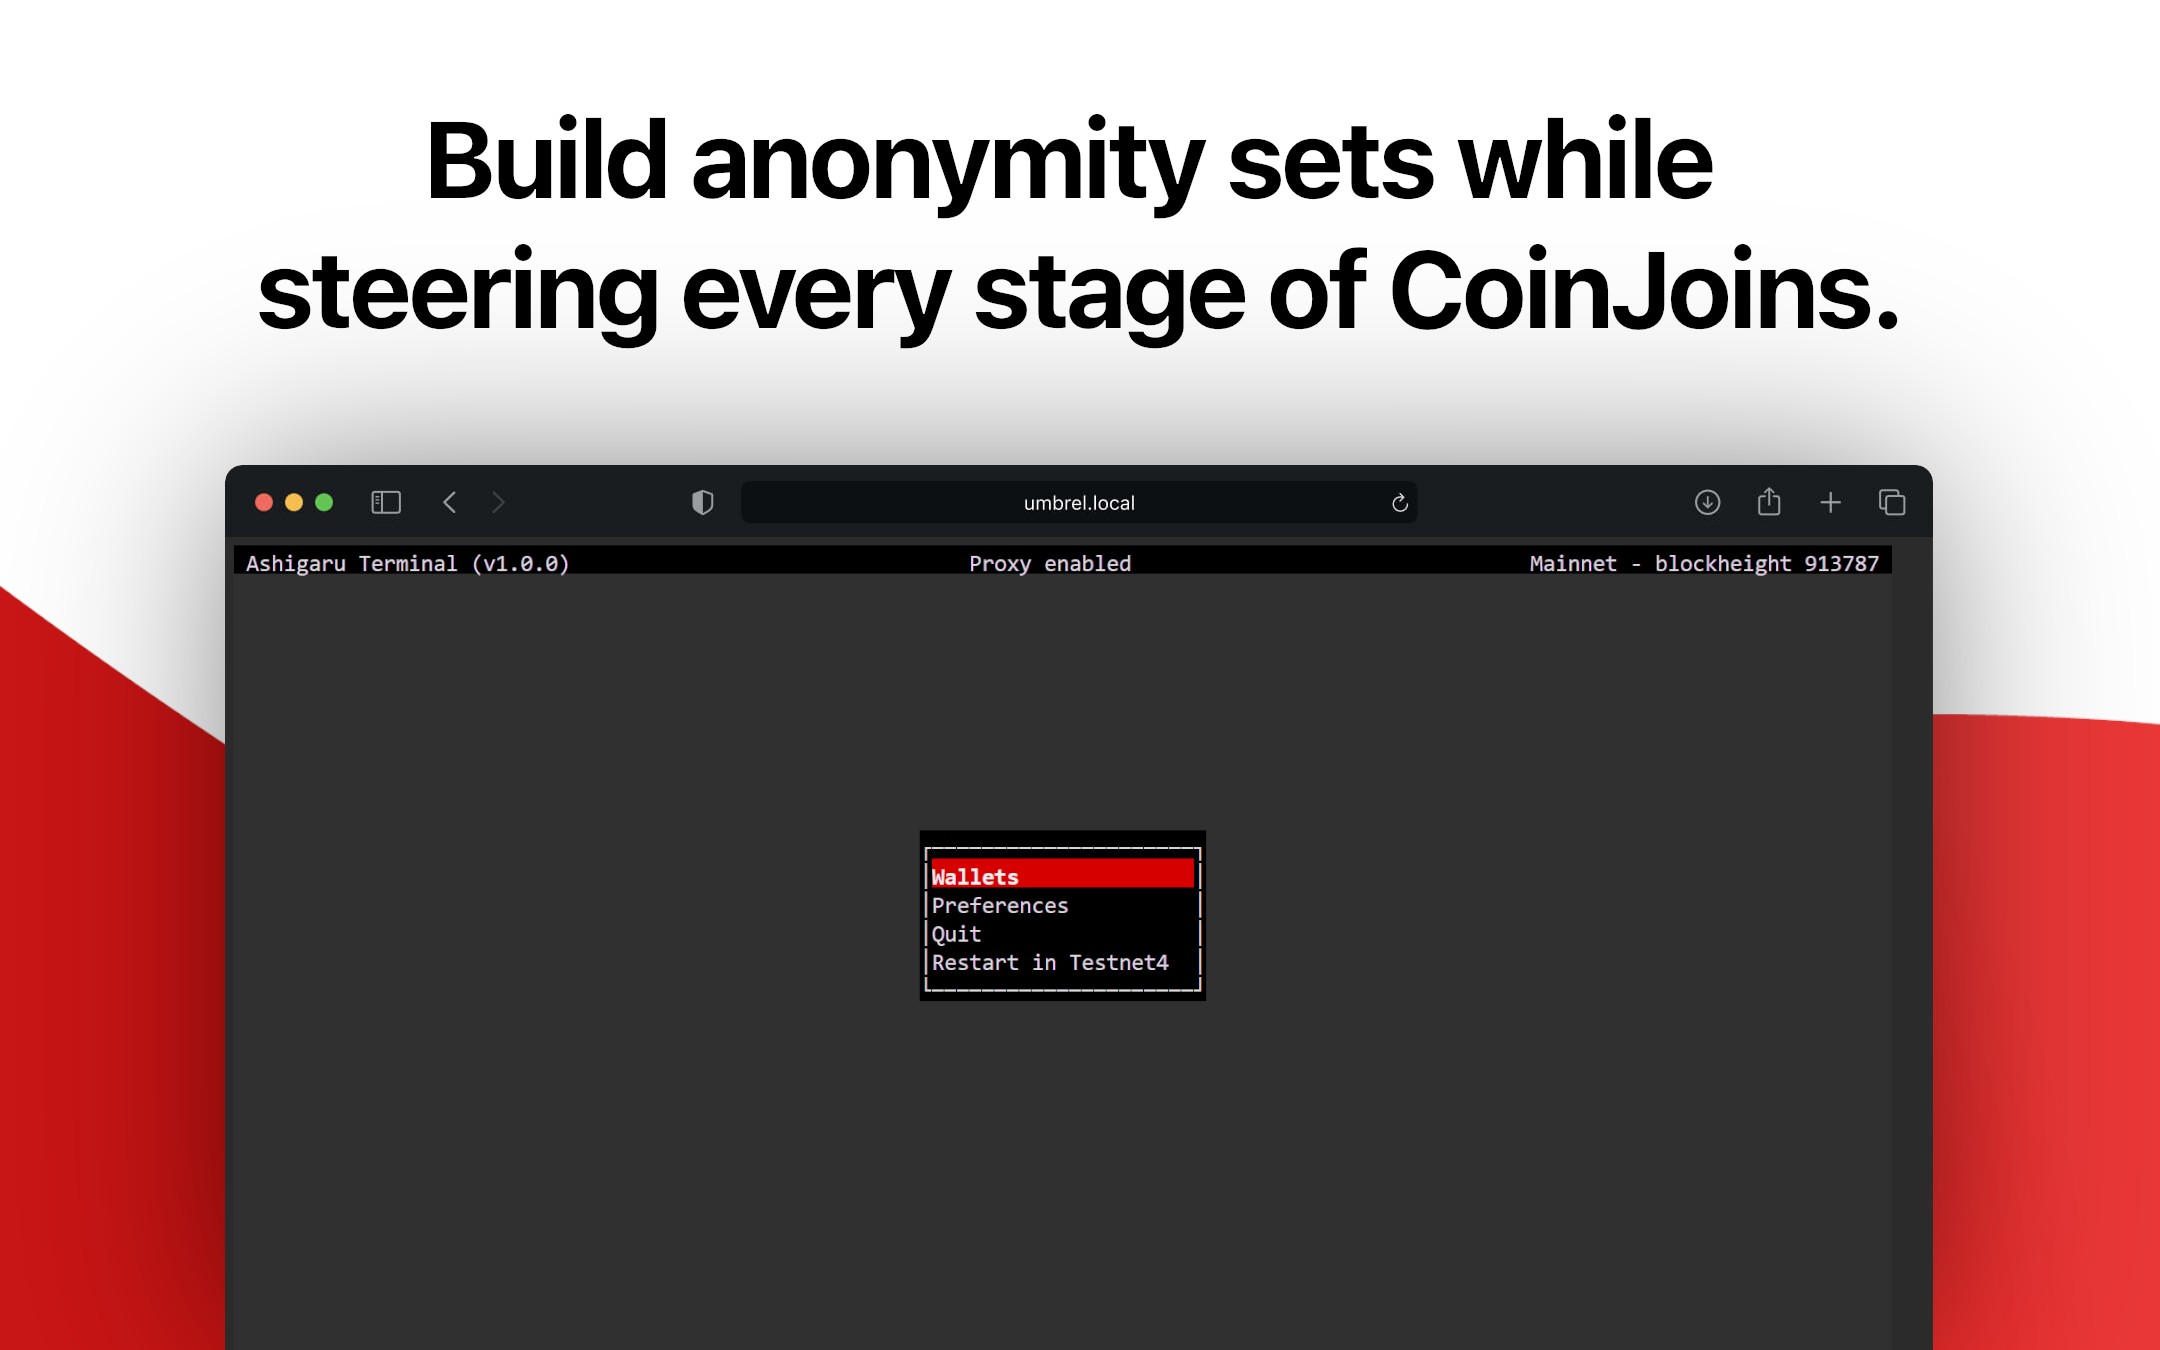 Build anonymity sets while
steering every stage of CoinJoins.
umbrel.local
Ashigaru Terminal (v1.0.0) Proxy enabled Mainnet - blockheight 913787
Wallets
Preferences
Quit
Restart in Testnet4